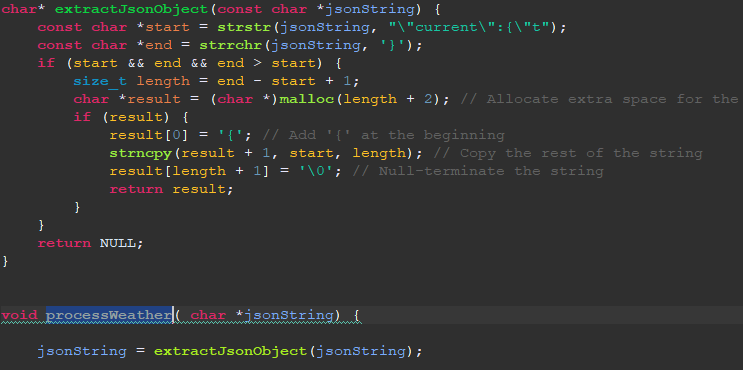 char* extractJsonObject(const char *jsonString) {
    const char *start = strstr(jsonString, "\"current\":{\"t");
    const char *end = strrchr(jsonString, '}');
    if (start && end && end > start) {
        size_t length = end - start + 1;
        char *result = (char *)malloc(length + 2); // Allocate extra space for the
        if (result) {
            result[0] = '{'; // Add '{' at the beginning
            strncpy(result + 1, start, length); // Copy the rest of the string
            result[length + 1] = '\0'; // Null-terminate the string
            return result;
        }
    }
    return NULL;
}
void processWeather( char *jsonString) {
    jsonString = extractJsonObject(jsonString);